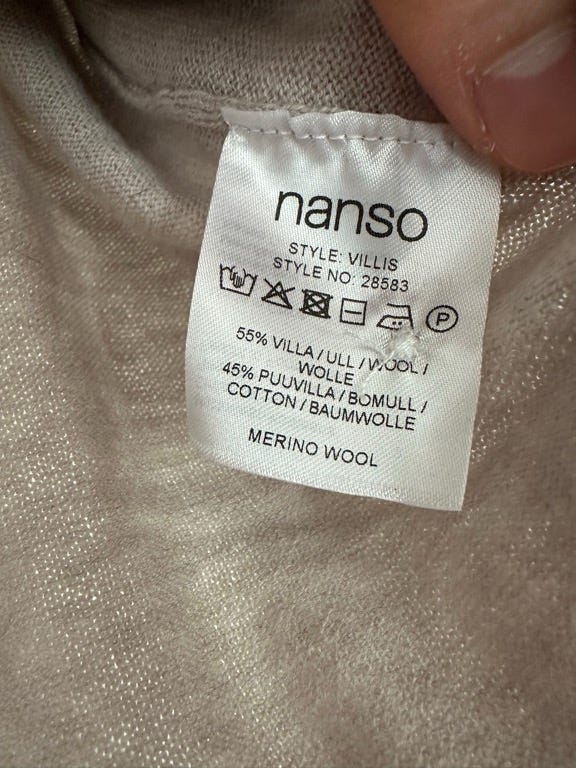 nanso
STYLE: VILLIS
STYLE NO: 28583
P
55% VILLA / ULL / WOOL /
WOLLE
45% PUUVILLA / BOMULL /
COTTON / BAUMWOLLE
MERINO WOOL